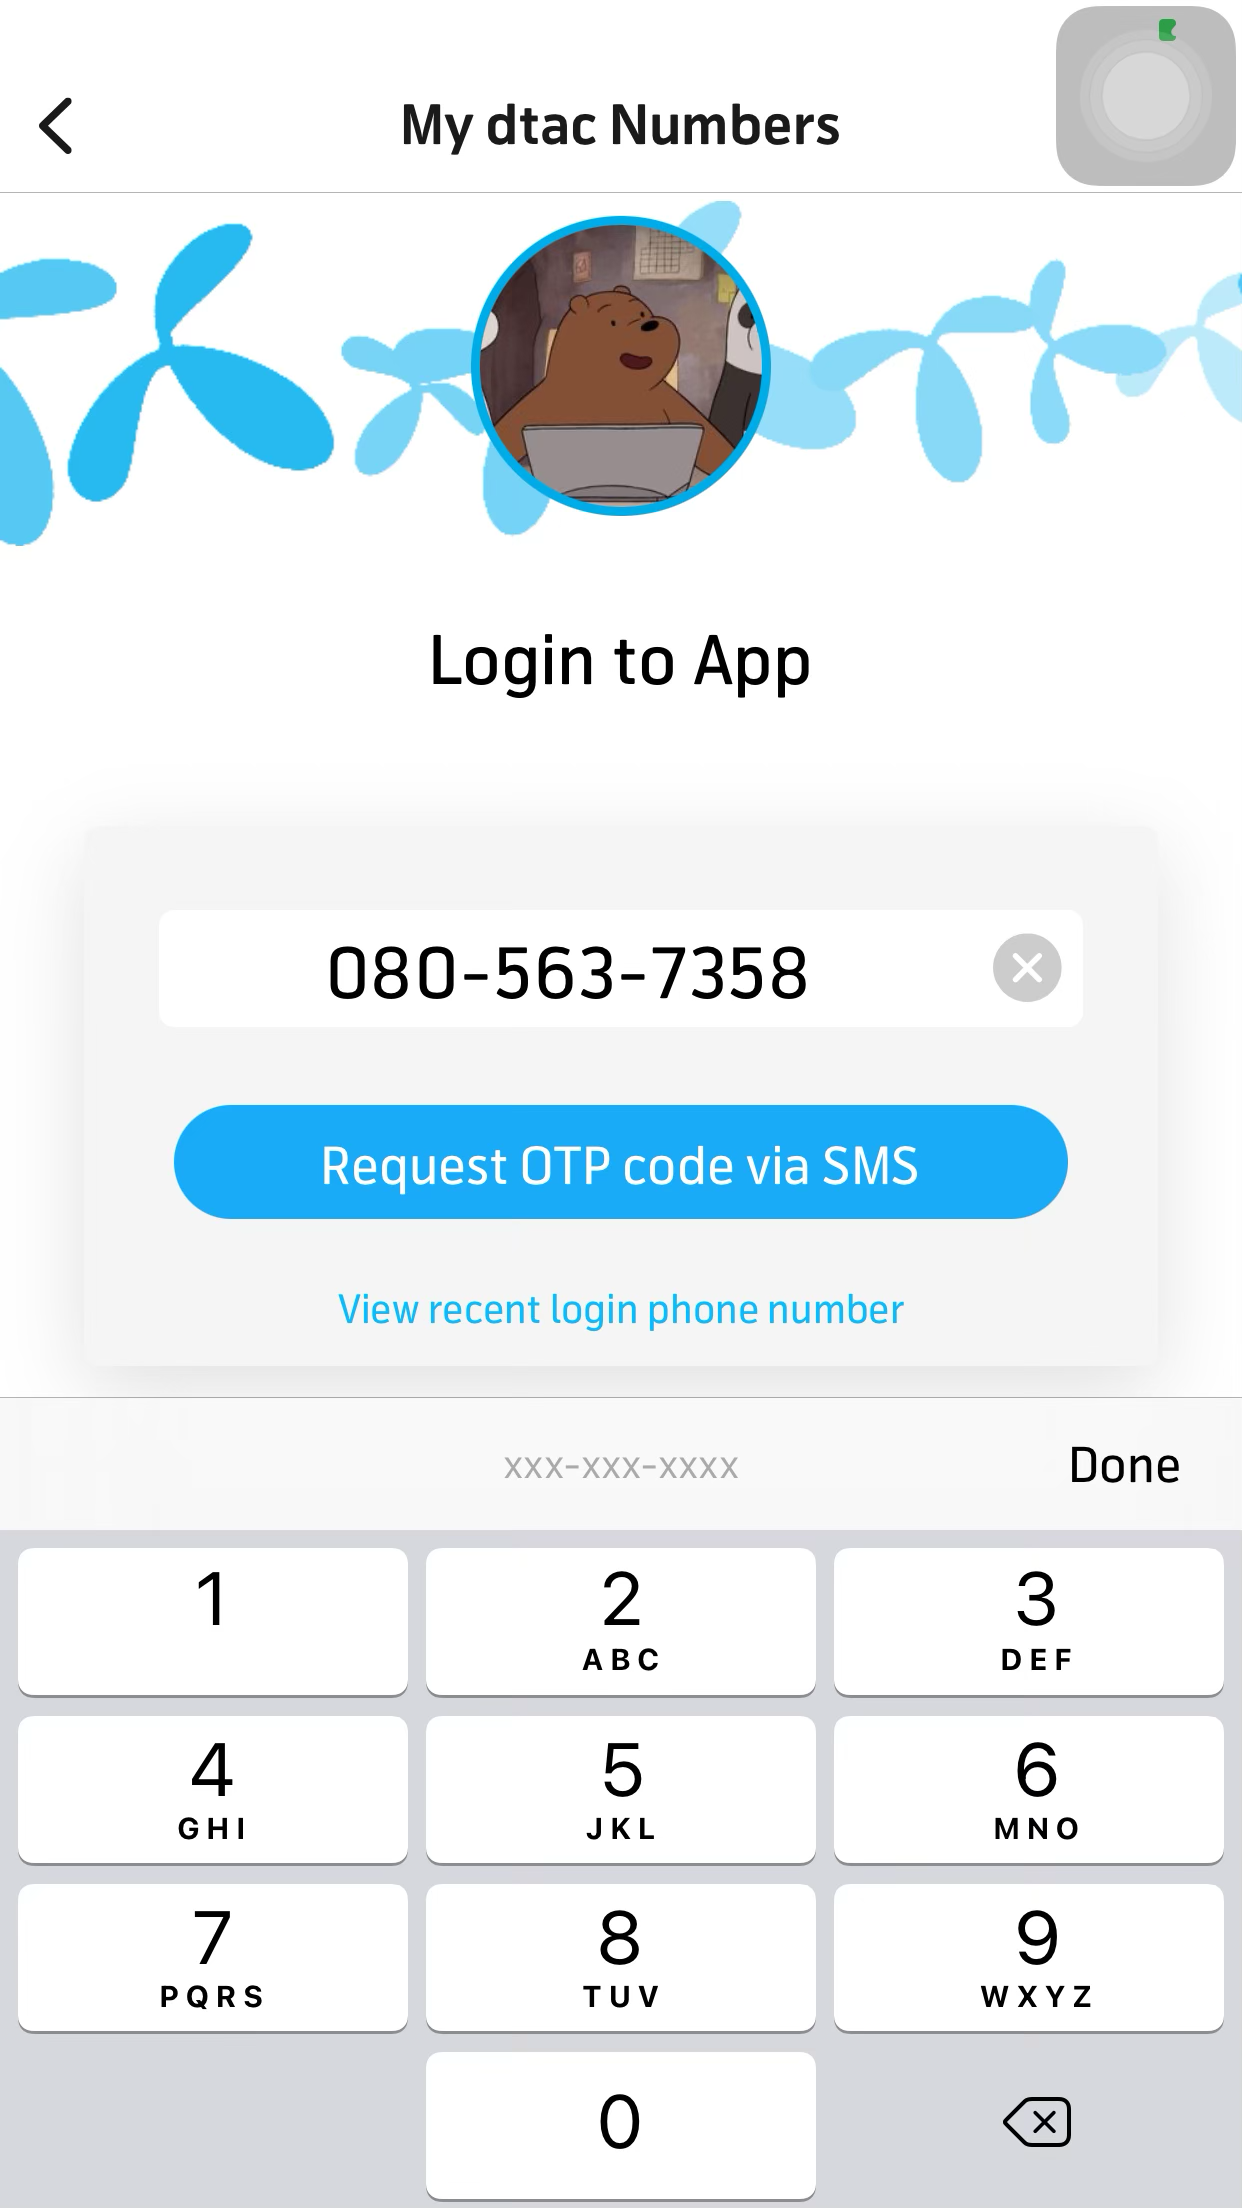 My dtac Numbers
Login to App
080-563-7358
Request OTP code via SMS
View recent login phone number
xxx-xxx-xxxx Done
1 2 3
ABC DEF
4 5 6
GHI JKL MNO
7 8 9
PQRS TUV WXYZ
0